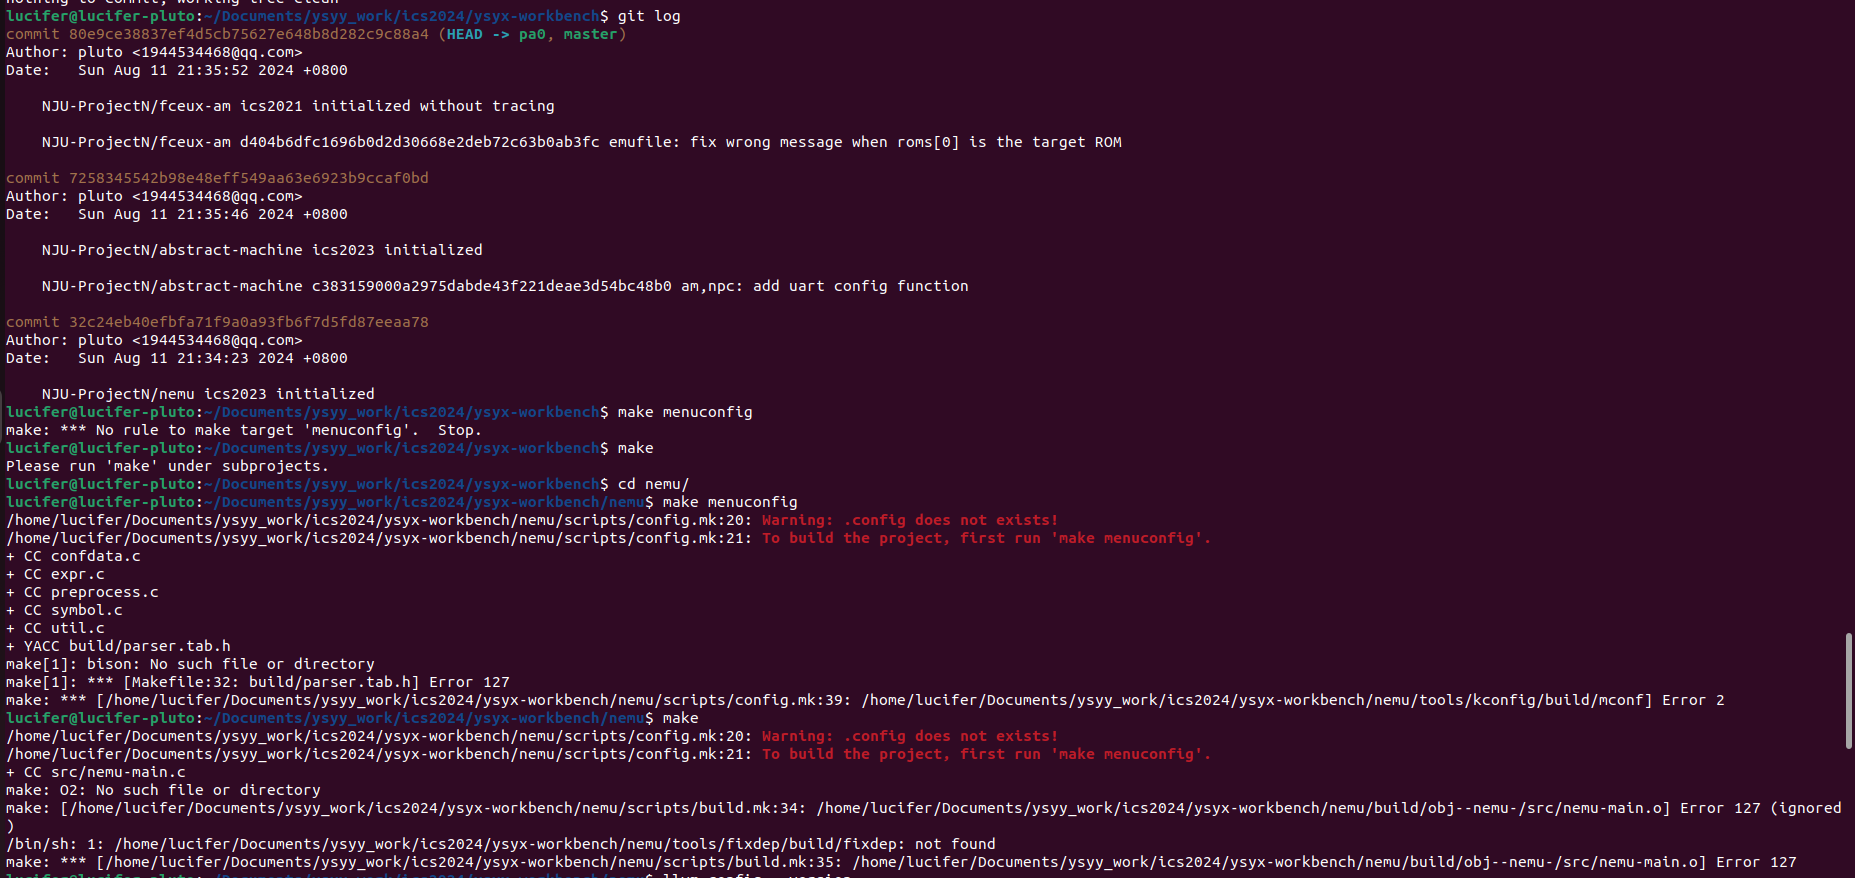 nothing to commit, working tree clean
lucifer@lucifer-pluto:~/Documents/ysyy_work/ics2024/ysyx-workbench$ git log
commit 80e9ce38837ef4d5cb75627e648b8d282c9c88a4 (HEAD -> pa0, master)
Author: pluto <1944534468@qq.com>
Date:   Sun Aug 11 21:35:52 2024 +0800
    NJU-ProjectN/fceux-am ics2021 initialized without tracing
    NJU-ProjectN/fceux-am d404b6dfc1696b0d2d30668e2deb72c63b0ab3fc emufile: fix wrong message when roms[0] is the target ROM
commit 7258345542b98e48eff549aa63e6923b9ccaf0bd
Author: pluto <1944534468@qq.com>
Date:   Sun Aug 11 21:35:46 2024 +0800
    NJU-ProjectN/abstract-machine ics2023 initialized
    NJU-ProjectN/abstract-machine c383159000a2975dabde43f221deae3d54bc48b0 am,npc: add uart config function
commit 32c24eb40efbfa71f9a0a93fb6f7d5fd87eeaa78
Author: pluto <1944534468@qq.com>
Date:   Sun Aug 11 21:34:23 2024 +0800
    NJU-ProjectN/nemu ics2023 initialized
lucifer@lucifer-pluto:~/Documents/ysyy_work/ics2024/ysyx-workbench$ make menuconfig
make: *** No rule to make target 'menuconfig'.  Stop.
lucifer@lucifer-pluto:~/Documents/ysyy_work/ics2024/ysyx-workbench$ make
Please run 'make' under subprojects.
lucifer@lucifer-pluto:~/Documents/ysyy_work/ics2024/ysyx-workbench$ cd nemu/
lucifer@lucifer-pluto:~/Documents/ysyy_work/ics2024/ysyx-workbench/nemu$ make menuconfig
/home/lucifer/Documents/ysyy_work/ics2024/ysyx-workbench/nemu/scripts/config.mk:20: Warning: .config does not exists!
/home/lucifer/Documents/ysyy_work/ics2024/ysyx-workbench/nemu/scripts/config.mk:21: To build the project, first run 'make menuconfig'.
+ CC confdata.c
+ CC expr.c
+ CC preprocess.c
+ CC symbol.c
+ CC util.c
+ YACC build/parser.tab.h
make[1]: bison: No such file or directory
make[1]: *** [Makefile:32: build/parser.tab.h] Error 127
make: *** [/home/lucifer/Documents/ysyy_work/ics2024/ysyx-workbench/nemu/scripts/config.mk:39: /home/lucifer/Documents/ysyy_work/ics2024/ysyx-workbench/nemu/tools/kconfig/build/mconf] Error 2
lucifer@lucifer-pluto:~/Documents/ysyy_work/ics2024/ysyx-workbench/nemu$ make
/home/lucifer/Documents/ysyy_work/ics2024/ysyx-workbench/nemu/scripts/config.mk:20: Warning: .config does not exists!
/home/lucifer/Documents/ysyy_work/ics2024/ysyx-workbench/nemu/scripts/config.mk:21: To build the project, first run 'make menuconfig'.
+ CC src/nemu-main.c
make: O2: No such file or directory
make: [/home/lucifer/Documents/ysyy_work/ics2024/ysyx-workbench/nemu/scripts/build.mk:34: /home/lucifer/Documents/ysyy_work/ics2024/ysyx-workbench/nemu/build/obj--nemu-/src/nemu-main.o] Error 127 (ignored
)
/bin/sh: 1: /home/lucifer/Documents/ysyy_work/ics2024/ysyx-workbench/nemu/tools/fixdep/build/fixdep: not found
make: *** [/home/lucifer/Documents/ysyy_work/ics2024/ysyx-workbench/nemu/scripts/build.mk:35: /home/lucifer/Documents/ysyy_work/ics2024/ysyx-workbench/nemu/build/obj--nemu-/src/nemu-main.o] Error 127